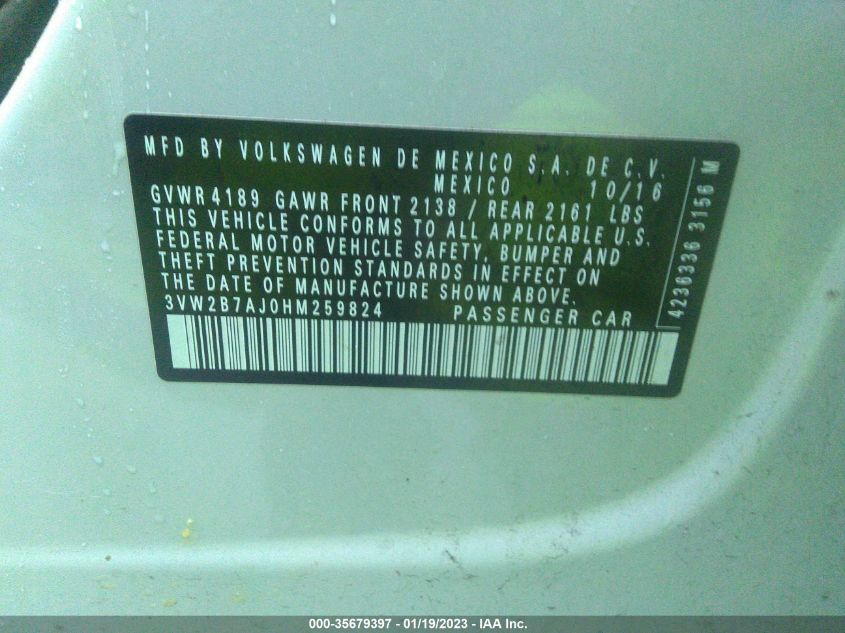 MFD BY VOLKSWAGEN DE MEXICO S.A. DE C.V.
MEXICO 10/16
GVWR 4189 GAWR FRONT 2138 / REAR 2161 LBS
THIS VEHICLE CONFORMS TO ALL APPLICABLE U.S.
FEDERAL MOTOR VEHICLE SAFETY, BUMPER AND
THEFT PREVENTION STANDARDS IN EFFECT ON
THE DATE OF MANUFACTURE SHOWN ABOVE.
3VW2B7AJ0HM259824 PASSENGER CAR
4236336 3156 M
000-35679397 - 01/19/2023 - IAA Inc.